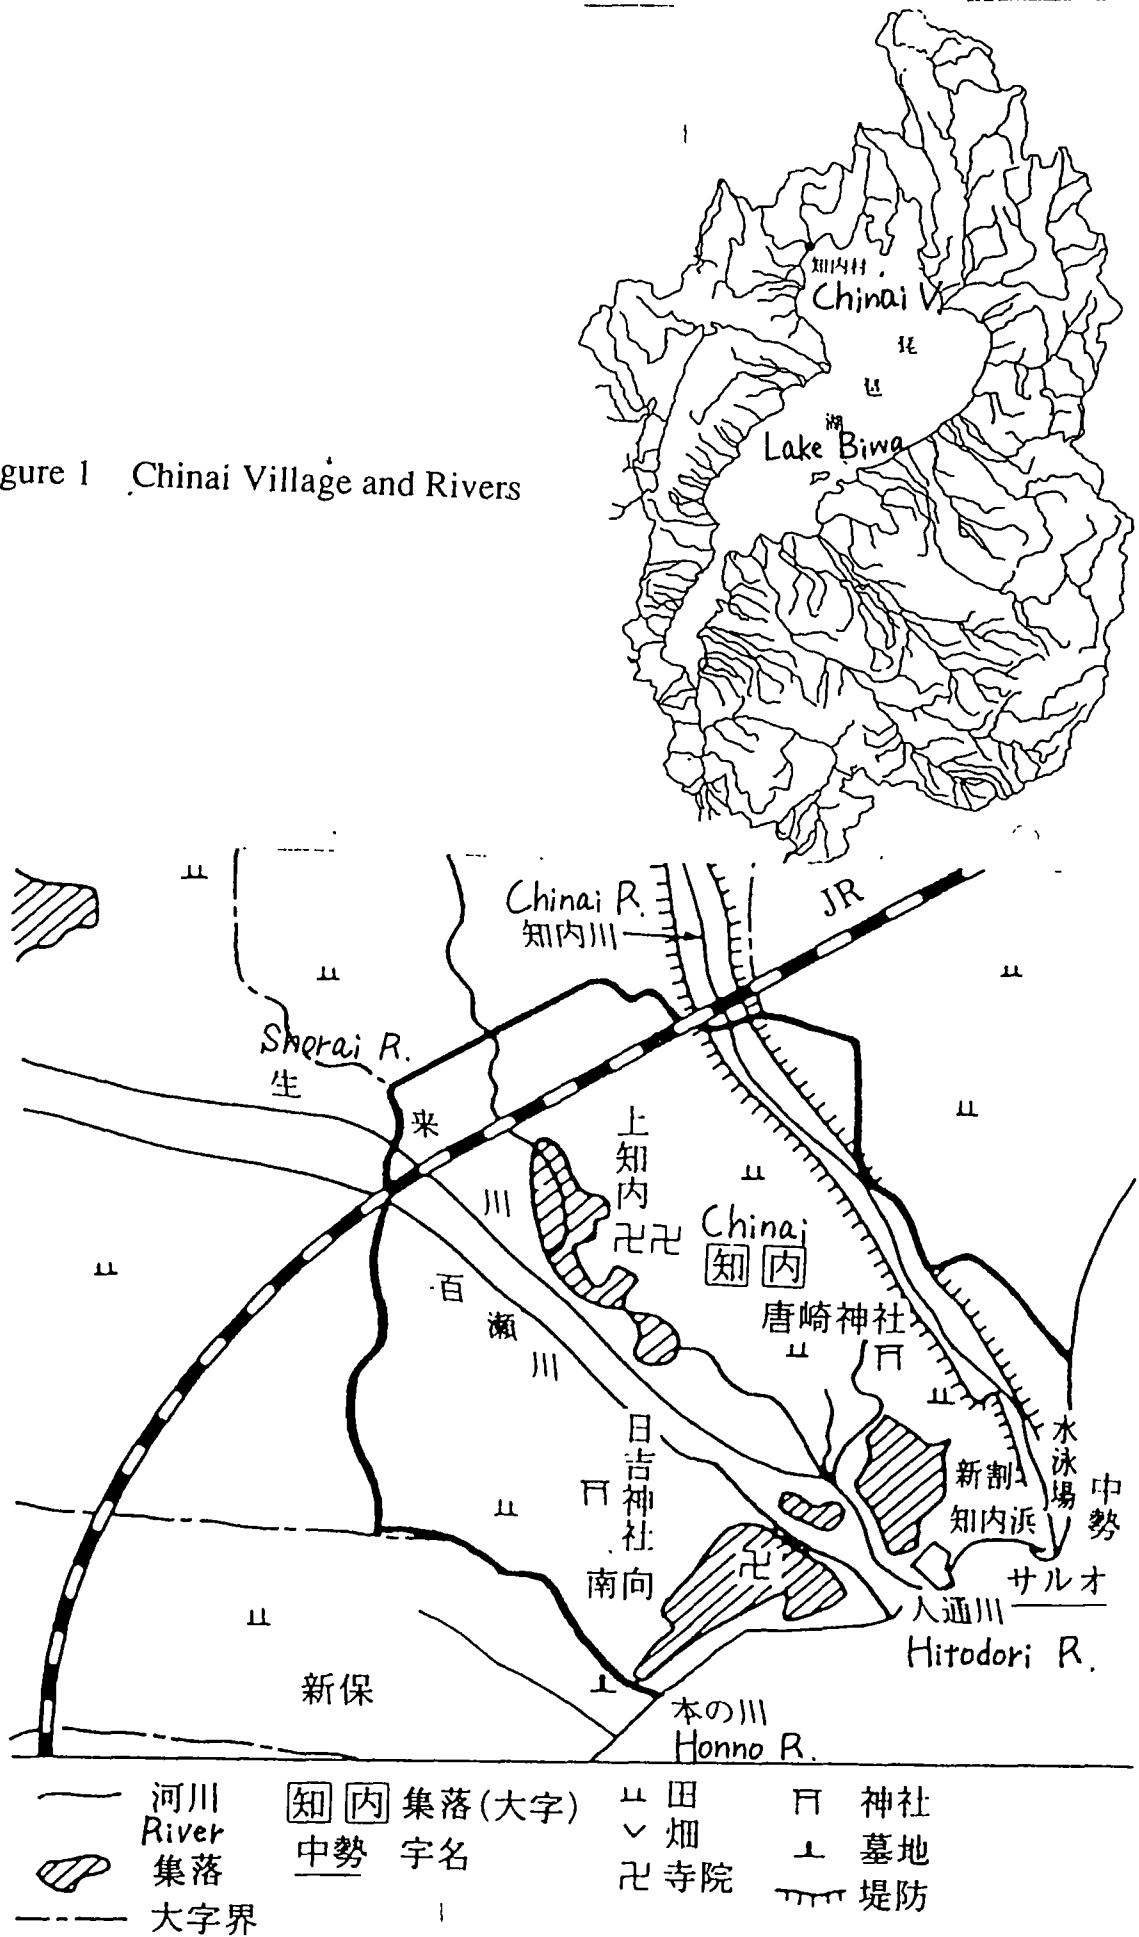 知内村
Chinai V.
琵
琶
湖
Lake Biwa
gure 1 Chinai Village and Rivers
Chinai R.
知内川
JR
Shorai R.
生
来
川
上知内
卍卍
Chinai
知内
百
瀬
川
唐崎神社
日吉神社
水泳場
中勢
新割
知内浜
卍
南向
サルオ
人通川
Hitodori R.
新保
本の川
Honno R.
河川
River
集落
大字界
知内 集落(大字)
中勢 字名
田
畑
卍 寺院
神社
墓地
堤防